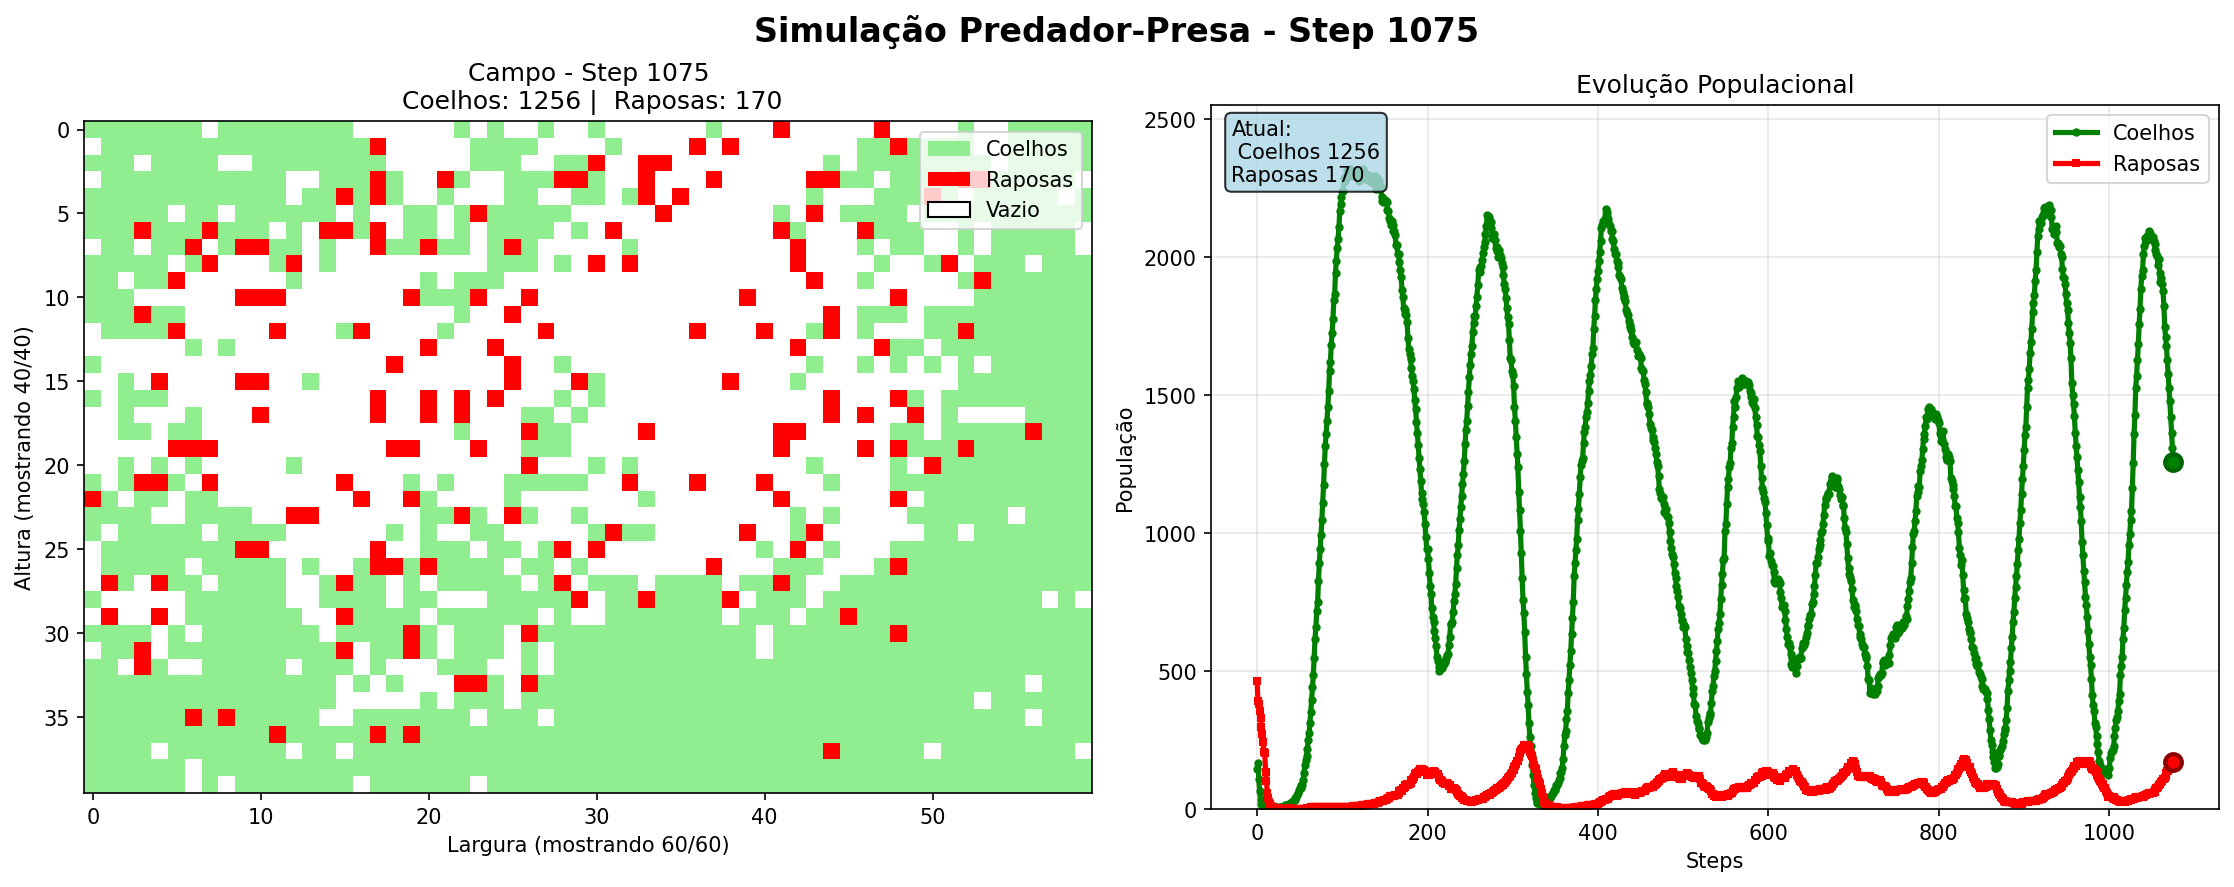 Simulação Predador-Presa - Step 1075
Campo - Step 1075
Coelhos: 1256 |  Raposas: 170
Coelhos
Raposas
Vazio
0
5
10
15
20
25
30
35
Altura (mostrando 40/40)
0
10
20
30
40
50
Largura (mostrando 60/60)
Evolução Populacional
Atual:
Coelhos 1256
Raposas 170
Coelhos
Raposas
2500
2000
1500
1000
500
0
População
0
200
400
600
800
1000
Steps